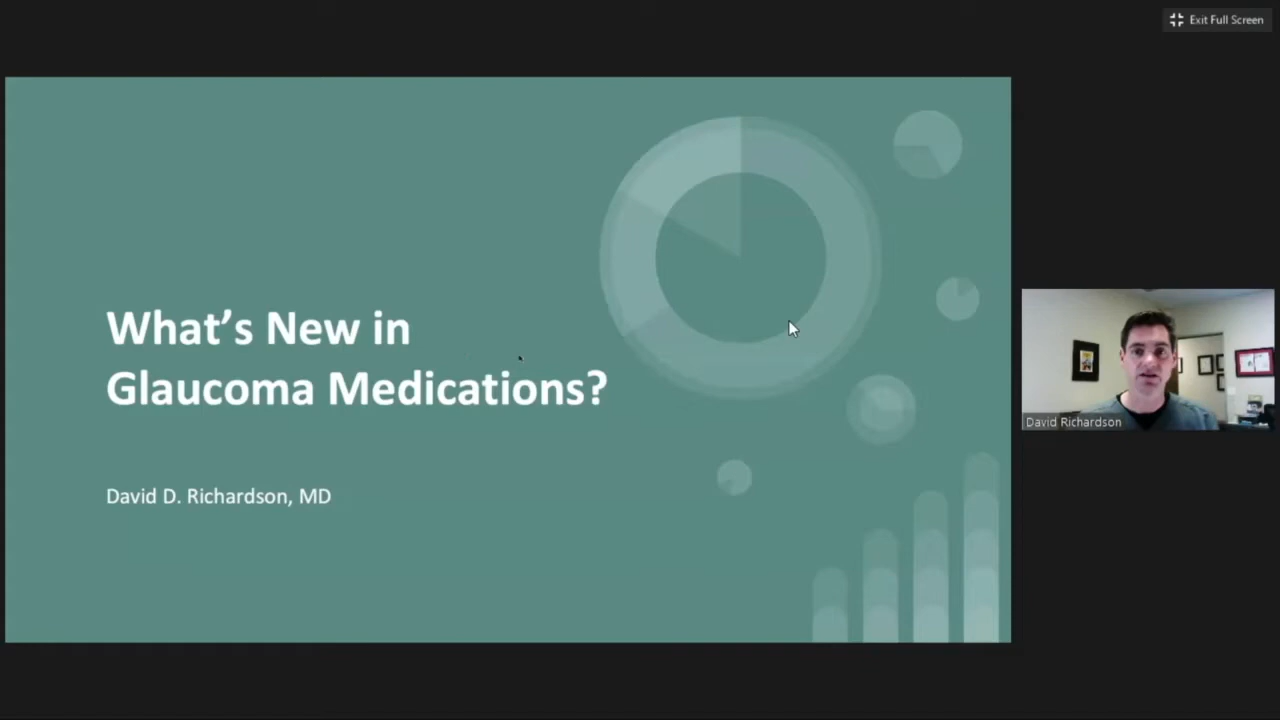 Exit Full Screen
What's New in
Glaucoma Medications?
David D. Richardson, MD
David Richardson